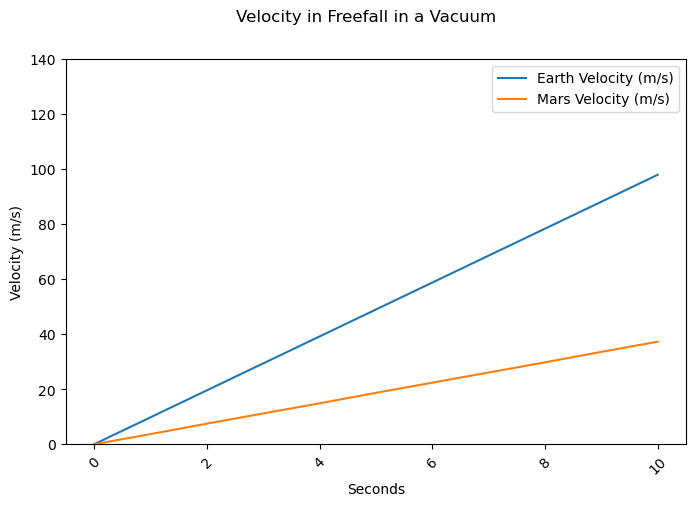 Velocity in Freefall in a Vacuum
140
120
100
80
60
40
20
0
Velocity (m/s)
Earth Velocity (m/s)
Mars Velocity (m/s)
0
2
4
6
8
10
Seconds